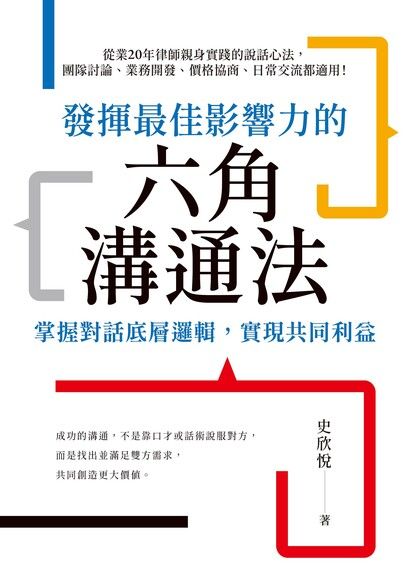 從業20年律師親身實踐的說話心法，
團隊討論、業務開發、價格協商、日常交流都適用！
發揮最佳影響力的
六角
溝通法
掌握對話底層邏輯，實現共同利益
成功的溝通，不是靠口才或話術說服對方，
而是找出並滿足雙方需求，
共同創造更大價值。
史欣悅——著